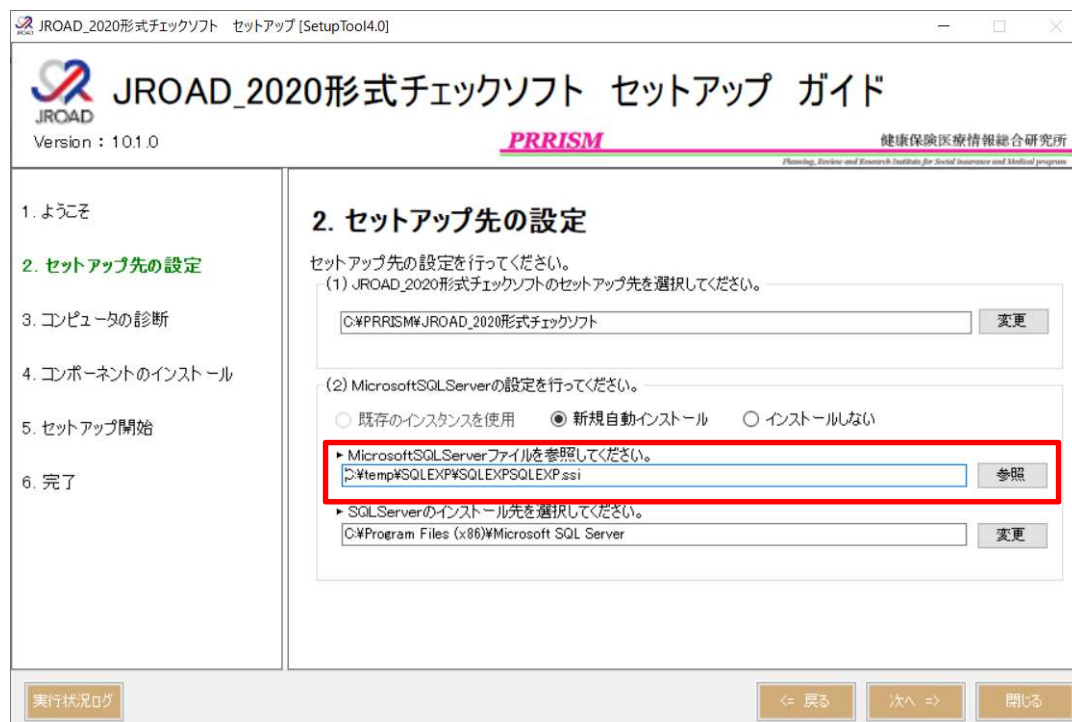 JROAD_2020形式チェックソフト　セットアップ [SetupTool4.0]
JROAD
JROAD_2020形式チェックソフト　セットアップ　ガイド
Version : 10.1.0
PRRISM
健康保険医療情報総合研究所
Planning, Review and Research Institute for Social insurance and Medical program
1. ようこそ
2. セットアップ先の設定
3. コンピュータの診断
4. コンポーネントのインストール
5. セットアップ開始
6. 完了
2. セットアップ先の設定
セットアップ先の設定を行ってください。
(1) JROAD_2020形式チェックソフトのセットアップ先を選択してください。
C:¥PRRISM¥JROAD_2020形式チェックソフト
変更
(2) MicrosoftSQLServerの設定を行ってください。
既存のインスタンスを使用　新規自動インストール　インストールしない
▶ MicrosoftSQLServerファイルを参照してください。
C:¥temp¥SQLEXP¥SQLEXPSQLEXP.ssi
参照
▶ SQLServerのインストール先を選択してください。
C:¥Program Files (x86)¥Microsoft SQL Server
変更
実行状況ログ
<= 戻る
次へ =>
閉じる